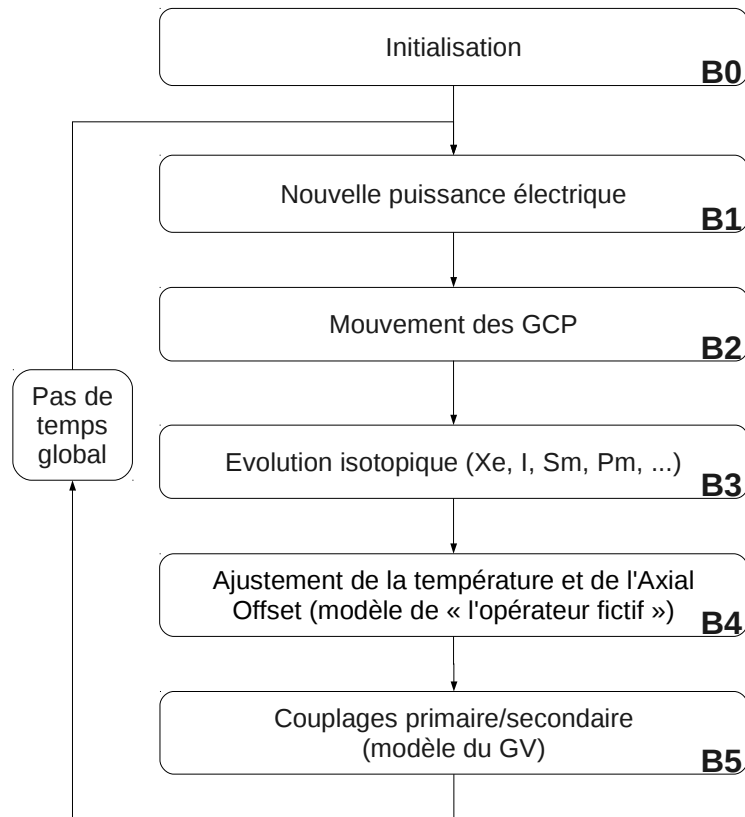 Initialisation
B0
Nouvelle puissance électrique
B1
Mouvement des GCP
B2
Pas de
temps
global
Evolution isotopique (Xe, I, Sm, Pm, ...)
B3
Ajustement de la température et de l'Axial
Offset (modèle de « l'opérateur fictif »)
B4
Couplages primaire/secondaire
(modèle du GV)
B5